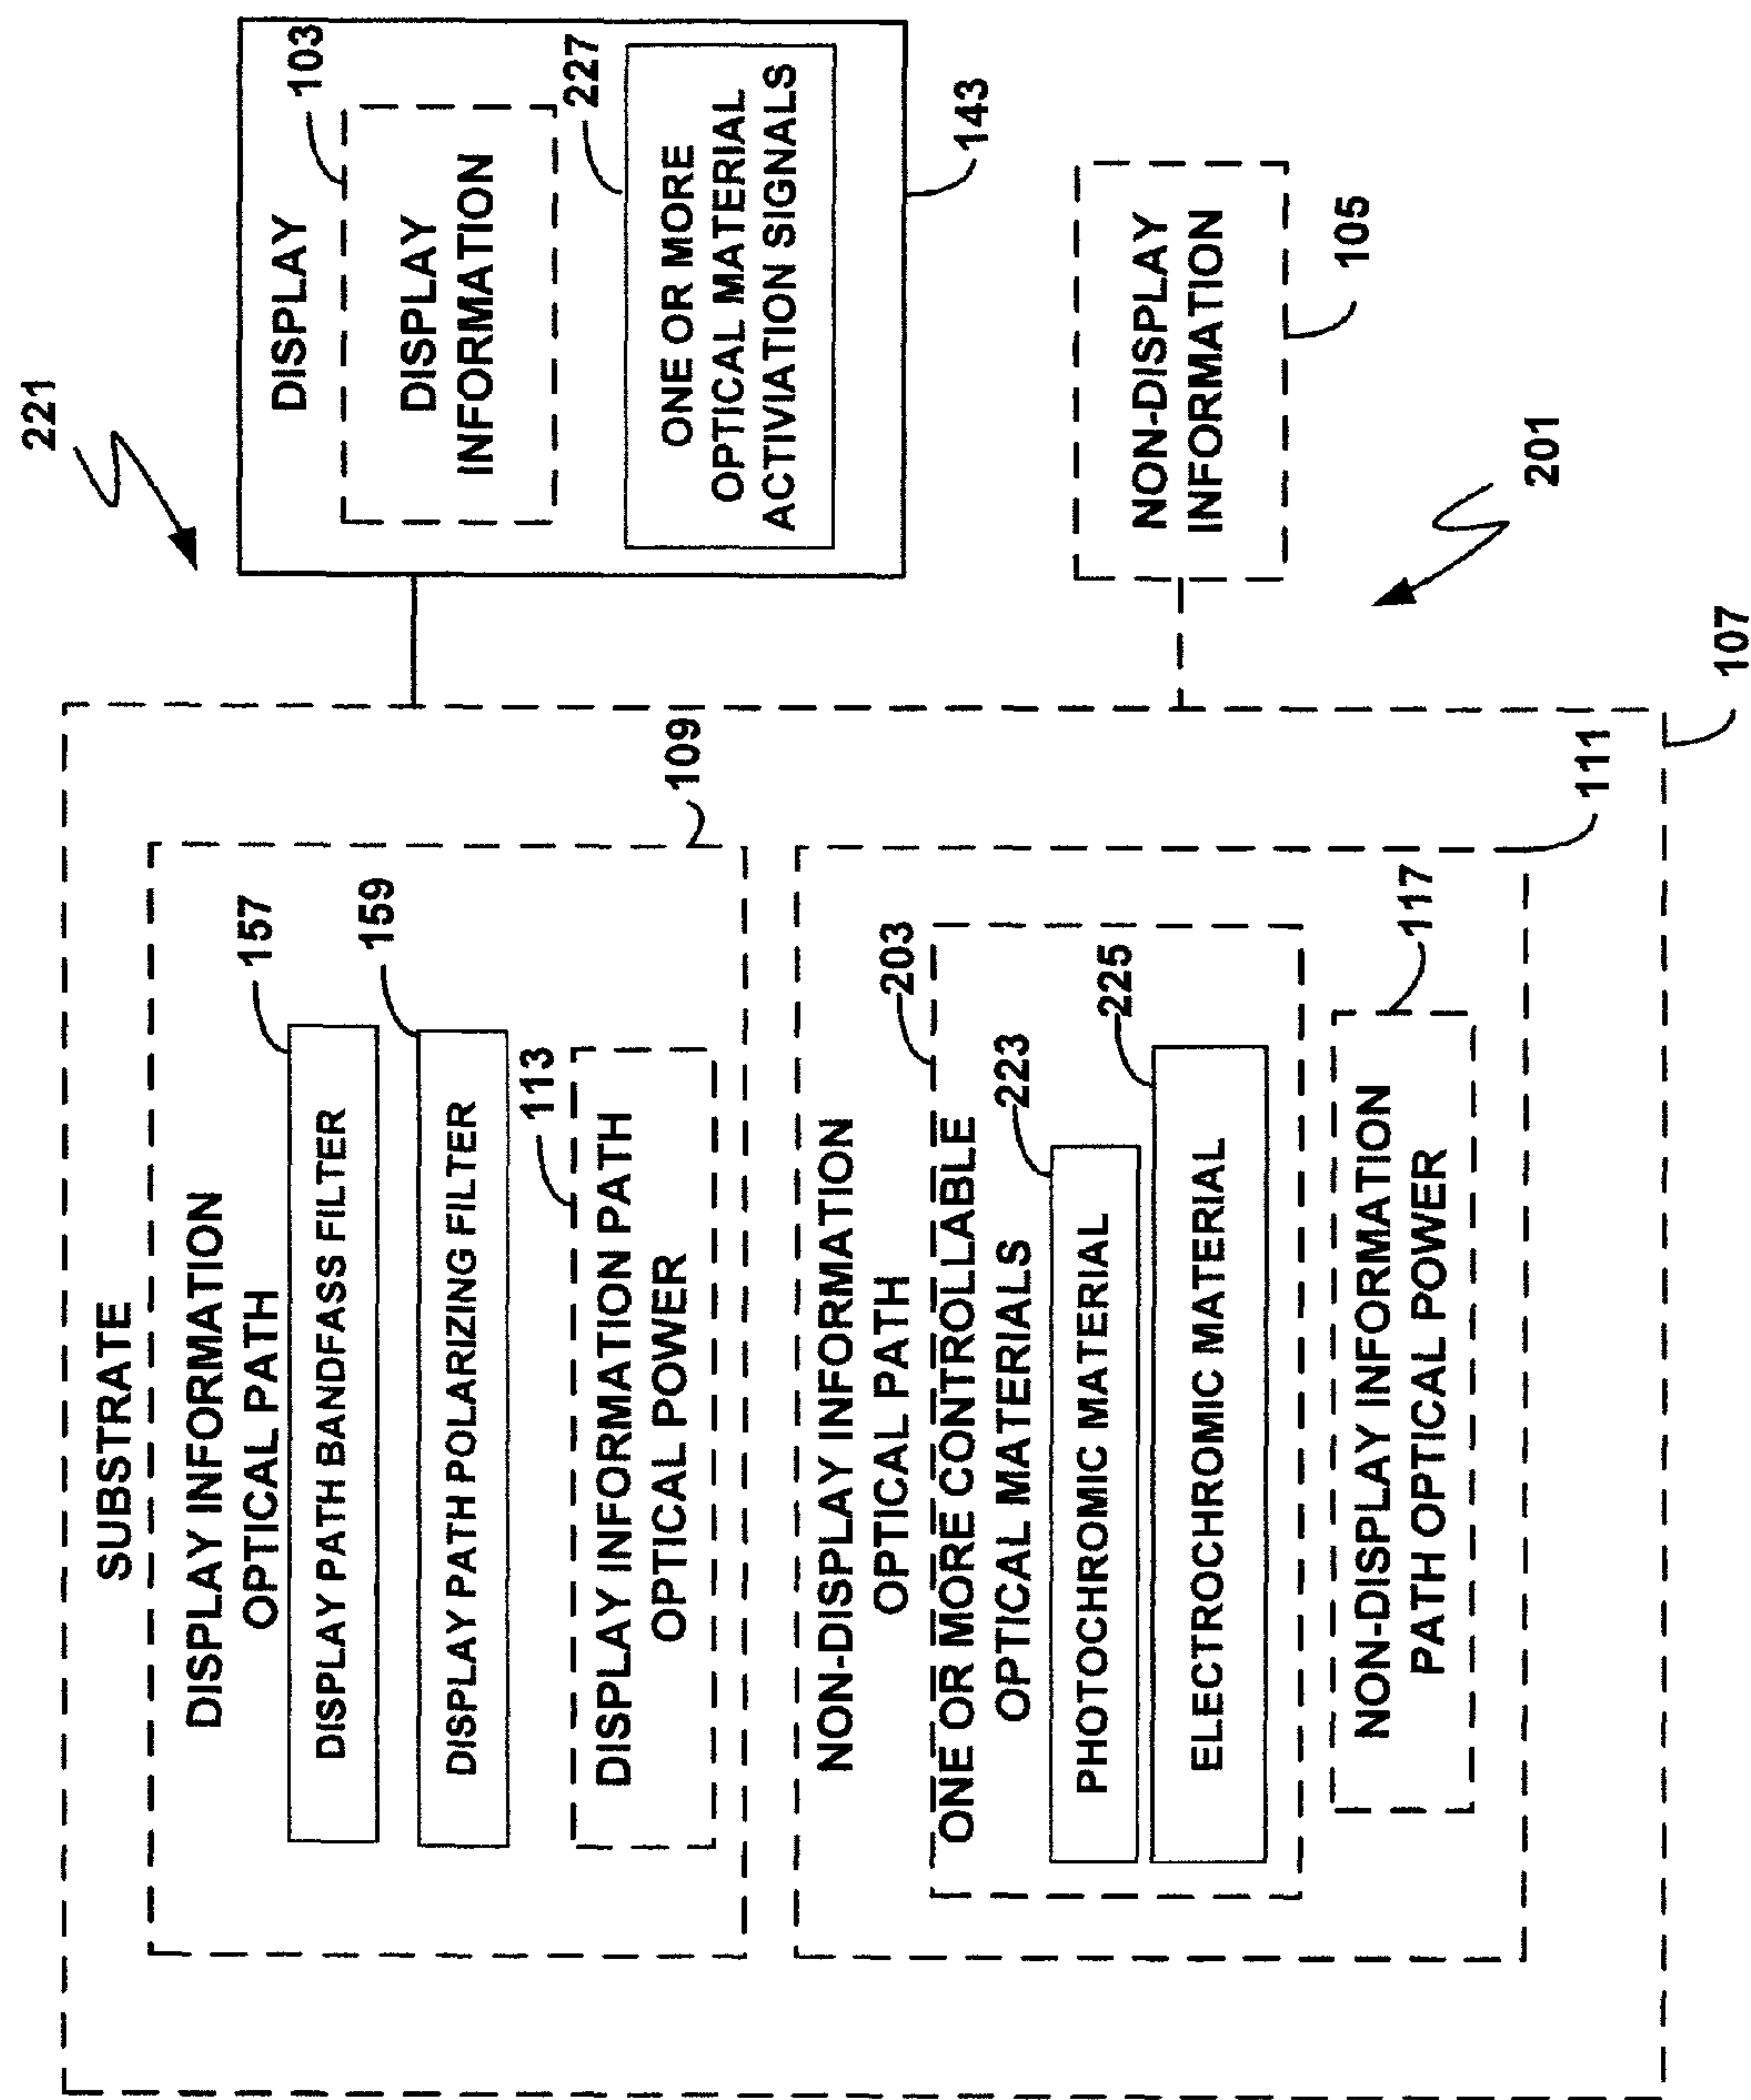 221
DISPLAY
103
DISPLAY
INFORMATION
227
ONE OR MORE
OPTICAL MATERIAL
ACTIVIATION SIGNALS
143
NON-DISPLAY
INFORMATION
105
201
107
SUBSTRATE
109
DISPLAY INFORMATION
OPTICAL PATH
157
DISPLAY PATH BANDFASS FILTER
159
DISPLAY PATH POLARIZING FILTER
113
DISPLAY INFORMATION PATH
OPTICAL POWER
111
NON-DISPLAY INFORMATION
OPTICAL PATH
203
ONE OR MORE CONTROLLABLE
OPTICAL MATERIALS
223
PHOTOCHROMIC MATERIAL
225
ELECTROCHROMIC MATERIAL
117
NON-DISPLAY INFORMATION
PATH OPTICAL POWER